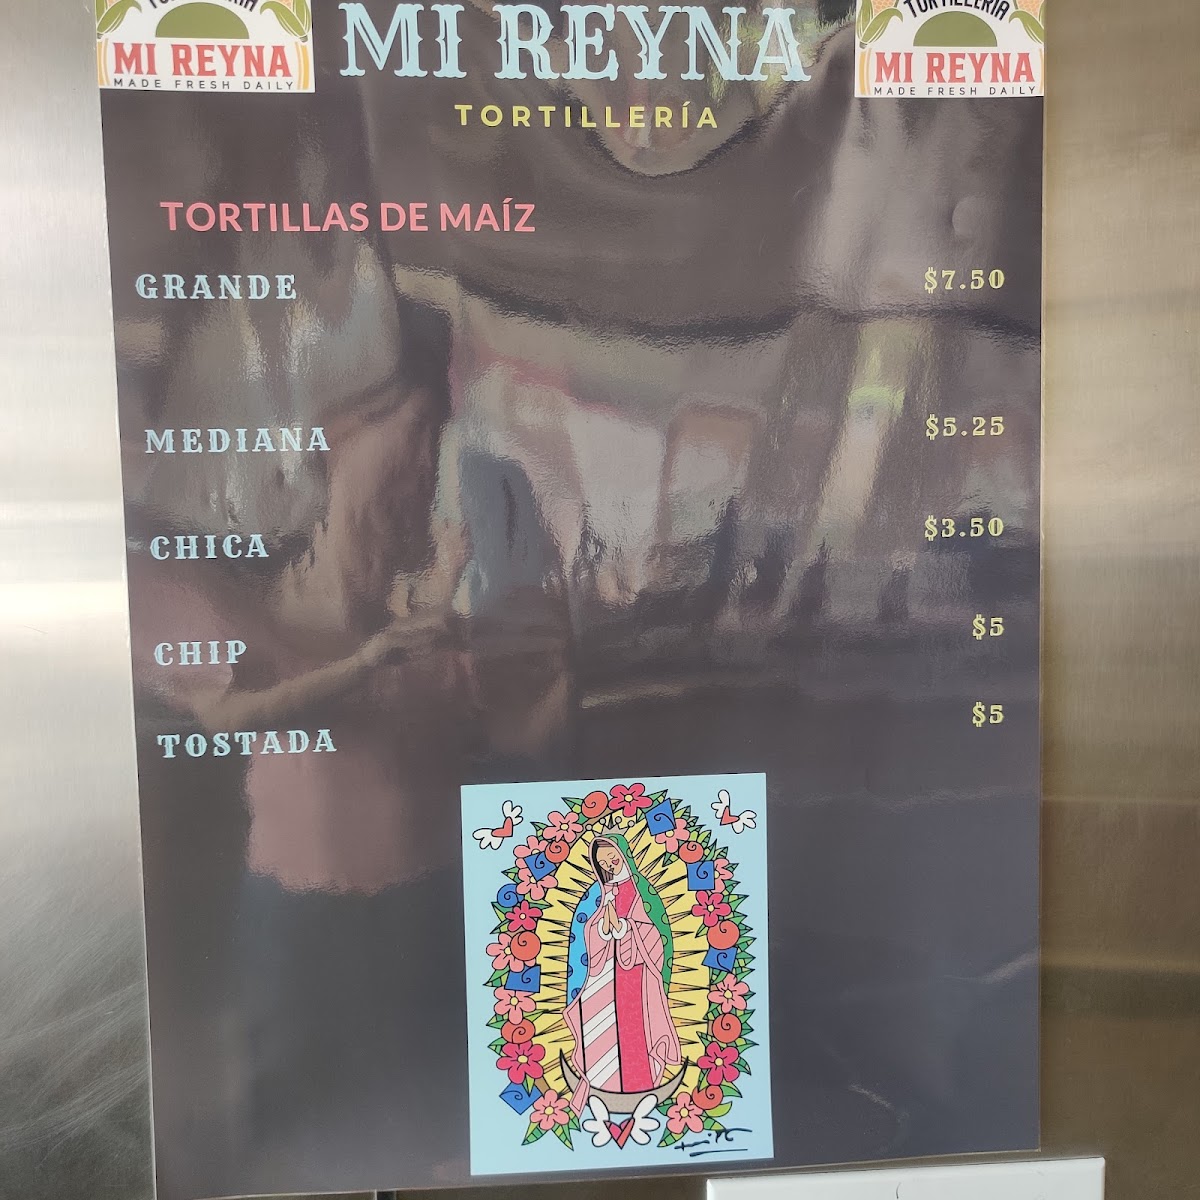 TORTILLERIA
MI REYNA
MADE FRESH DAILY
MI REYNA
TORTILLERÍA
TORTILLERIA
MI REYNA
MADE FRESH DAILY
TORTILLAS DE MAÍZ
GRANDE $7.50
MEDIANA $5.25
CHICA $3.50
CHIP $5
TOSTADA $5